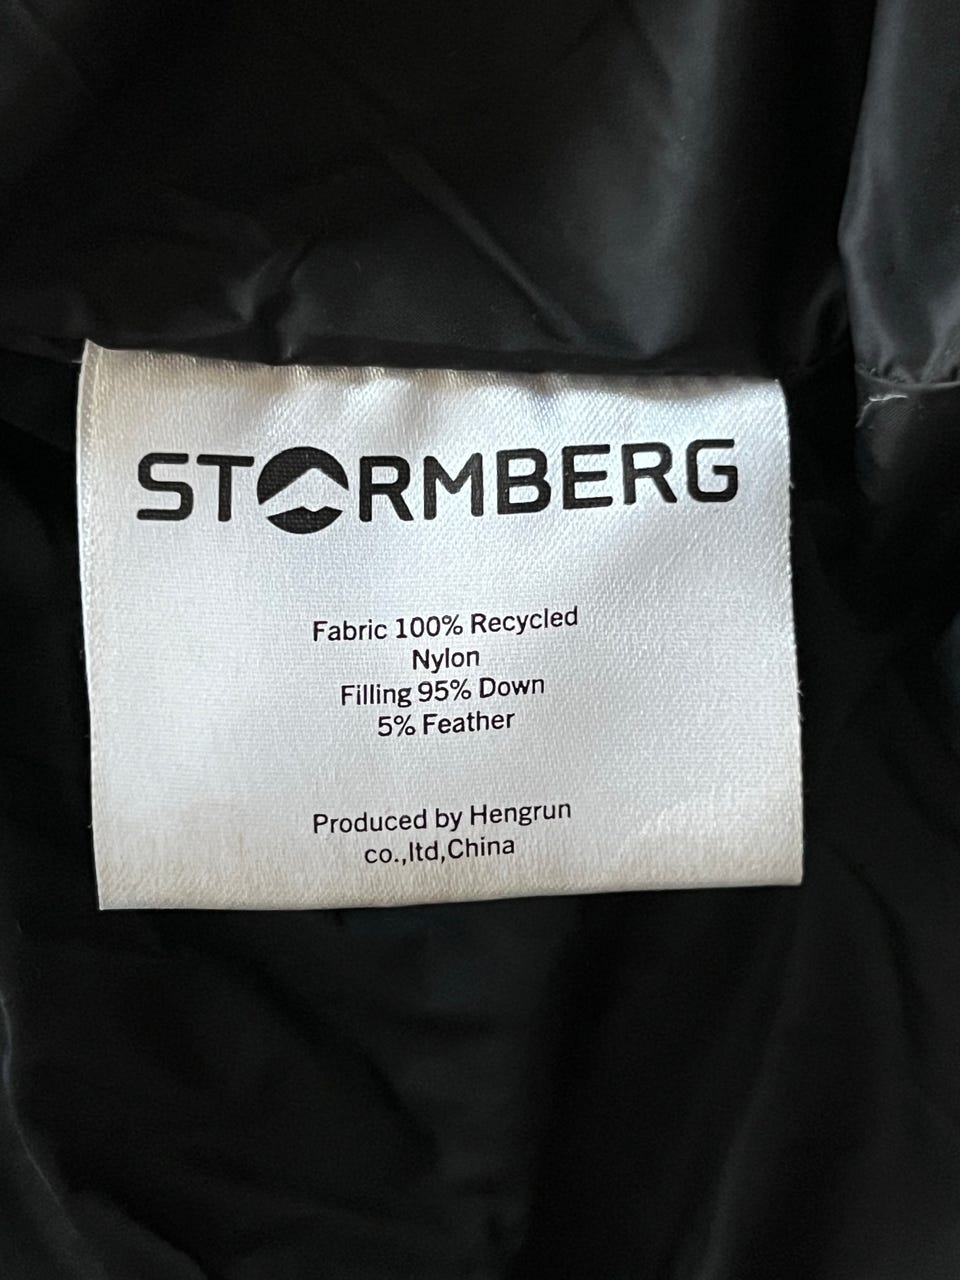 STORMBERG
Fabric 100% Recycled
Nylon
Filling 95% Down
5% Feather
Produced by Hengrun
co.,ltd,China